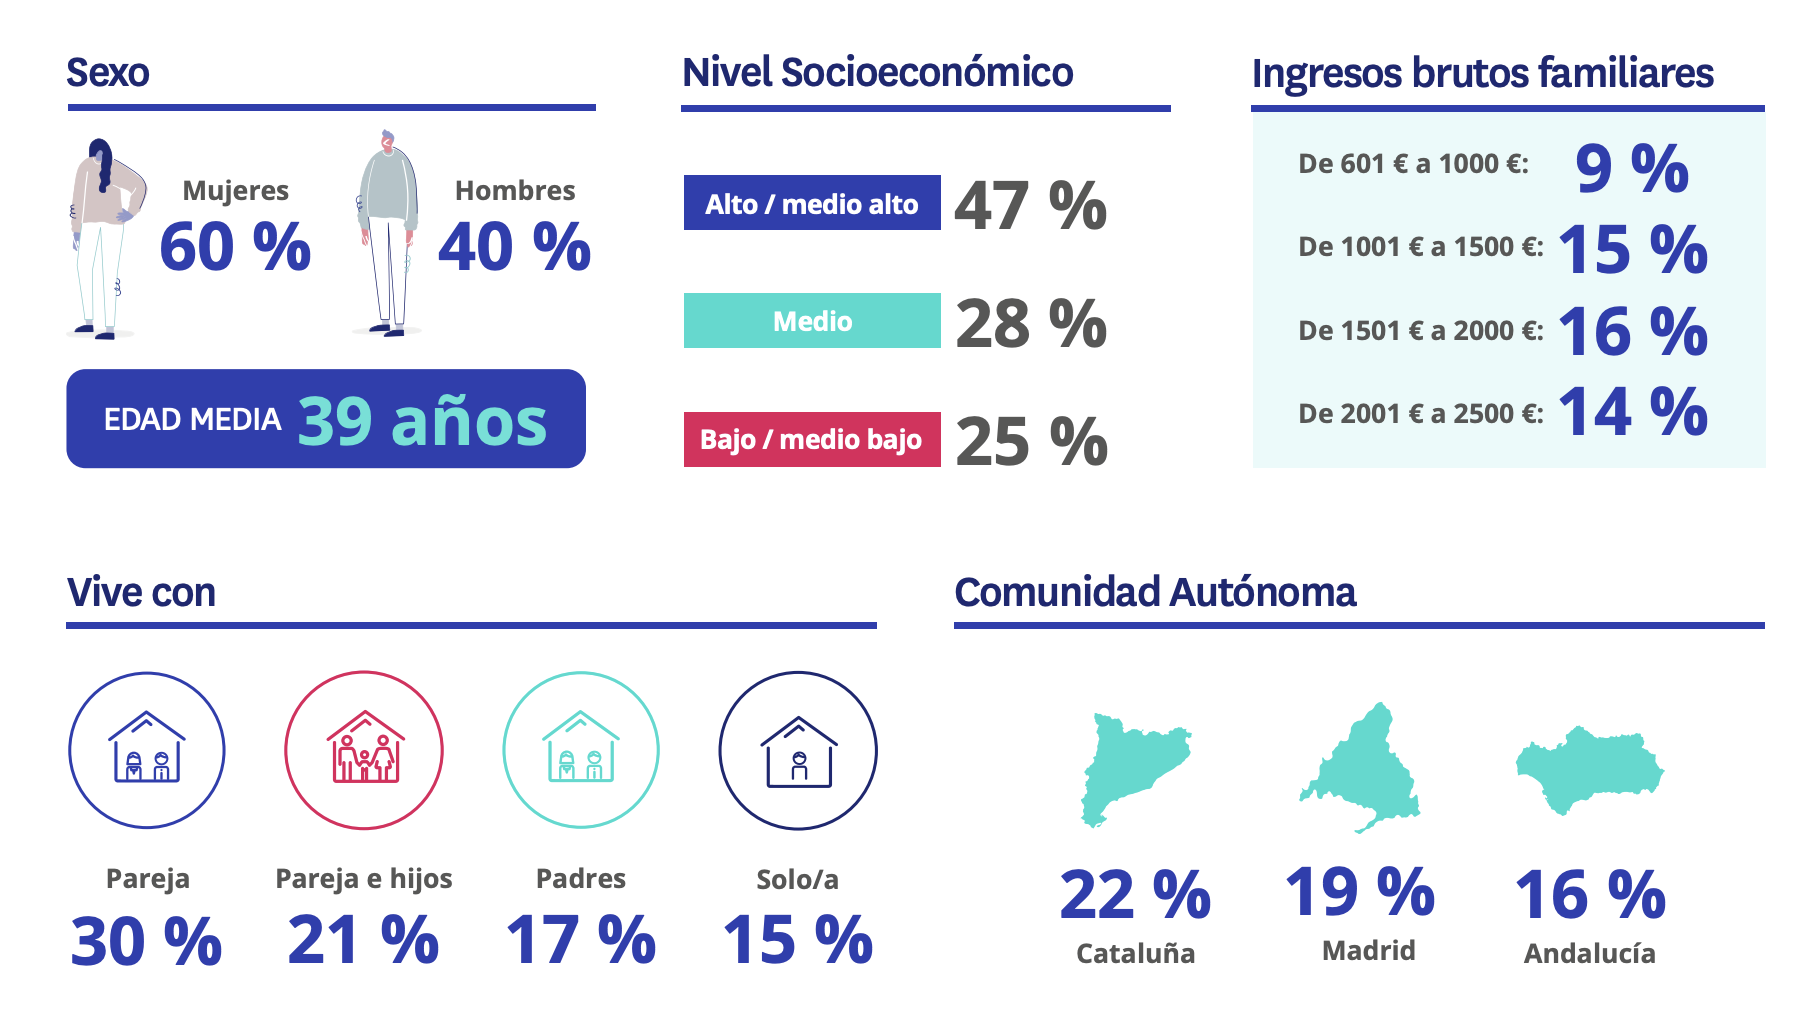 Sexo
Mujeres
60 %
Hombres
40 %
EDAD MEDIA 39 años
Nivel Socioeconómico
Alto / medio alto 47 %
Medio 28 %
Bajo / medio bajo 25 %
Ingresos brutos familiares
De 601 € a 1000 €: 9 %
De 1001 € a 1500 €: 15 %
De 1501 € a 2000 €: 16 %
De 2001 € a 2500 €: 14 %
Vive con
Pareja
30 %
Pareja e hijos
21 %
Padres
17 %
Solo/a
15 %
Comunidad Autónoma
22 %
Cataluña
19 %
Madrid
16 %
Andalucía